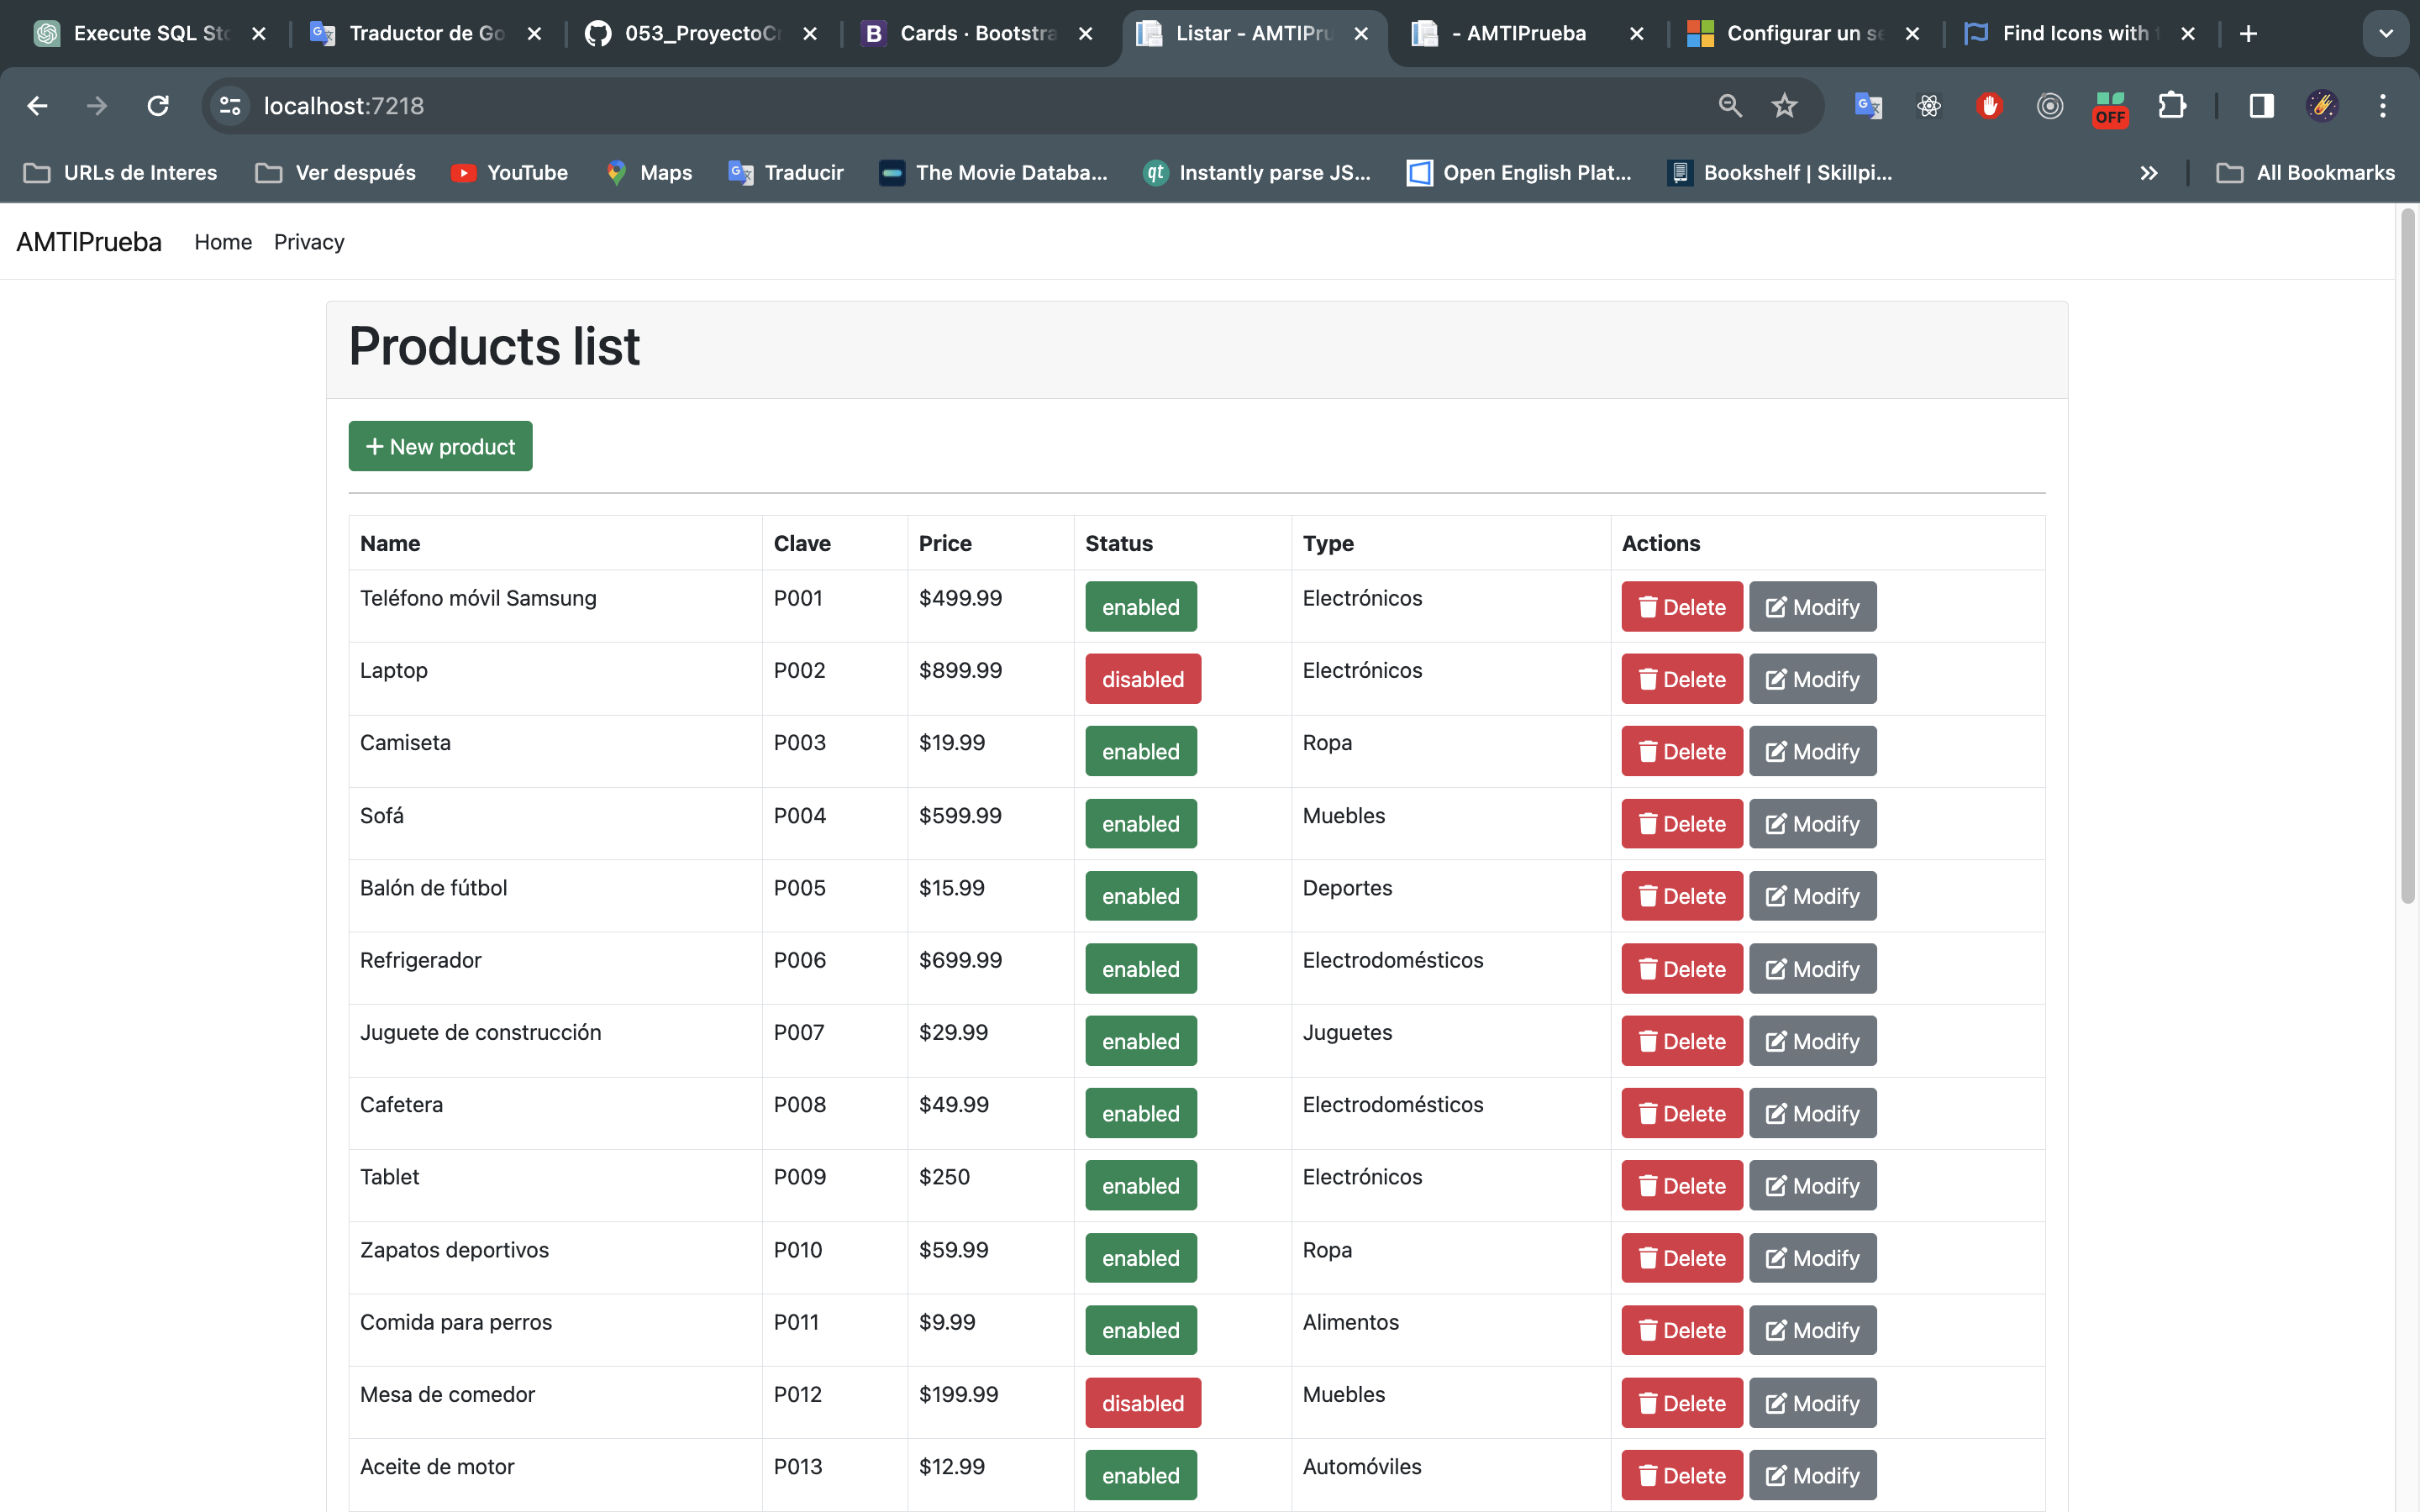 Execute SQL Sto
Traductor de Go
053_ProyectoCr
Cards · Bootstra
Listar - AMTIPru
- AMTIPrueba
Configurar un se
Find Icons with t
localhost:7218
OFF
URLs de Interes
Ver después
YouTube
Maps
Traducir
The Movie Databa...
qt Instantly parse JS...
Open English Plat...
Bookshelf | Skillpi...
All Bookmarks
AMTIPrueba Home Privacy
Products list
+ New product
Name Clave Price Status Type Actions
Teléfono móvil Samsung P001 $499.99 enabled Electrónicos Delete Modify
Laptop P002 $899.99 disabled Electrónicos Delete Modify
Camiseta P003 $19.99 enabled Ropa Delete Modify
Sofá P004 $599.99 enabled Muebles Delete Modify
Balón de fútbol P005 $15.99 enabled Deportes Delete Modify
Refrigerador P006 $699.99 enabled Electrodomésticos Delete Modify
Juguete de construcción P007 $29.99 enabled Juguetes Delete Modify
Cafetera P008 $49.99 enabled Electrodomésticos Delete Modify
Tablet P009 $250 enabled Electrónicos Delete Modify
Zapatos deportivos P010 $59.99 enabled Ropa Delete Modify
Comida para perros P011 $9.99 enabled Alimentos Delete Modify
Mesa de comedor P012 $199.99 disabled Muebles Delete Modify
Aceite de motor P013 $12.99 enabled Automóviles Delete Modify